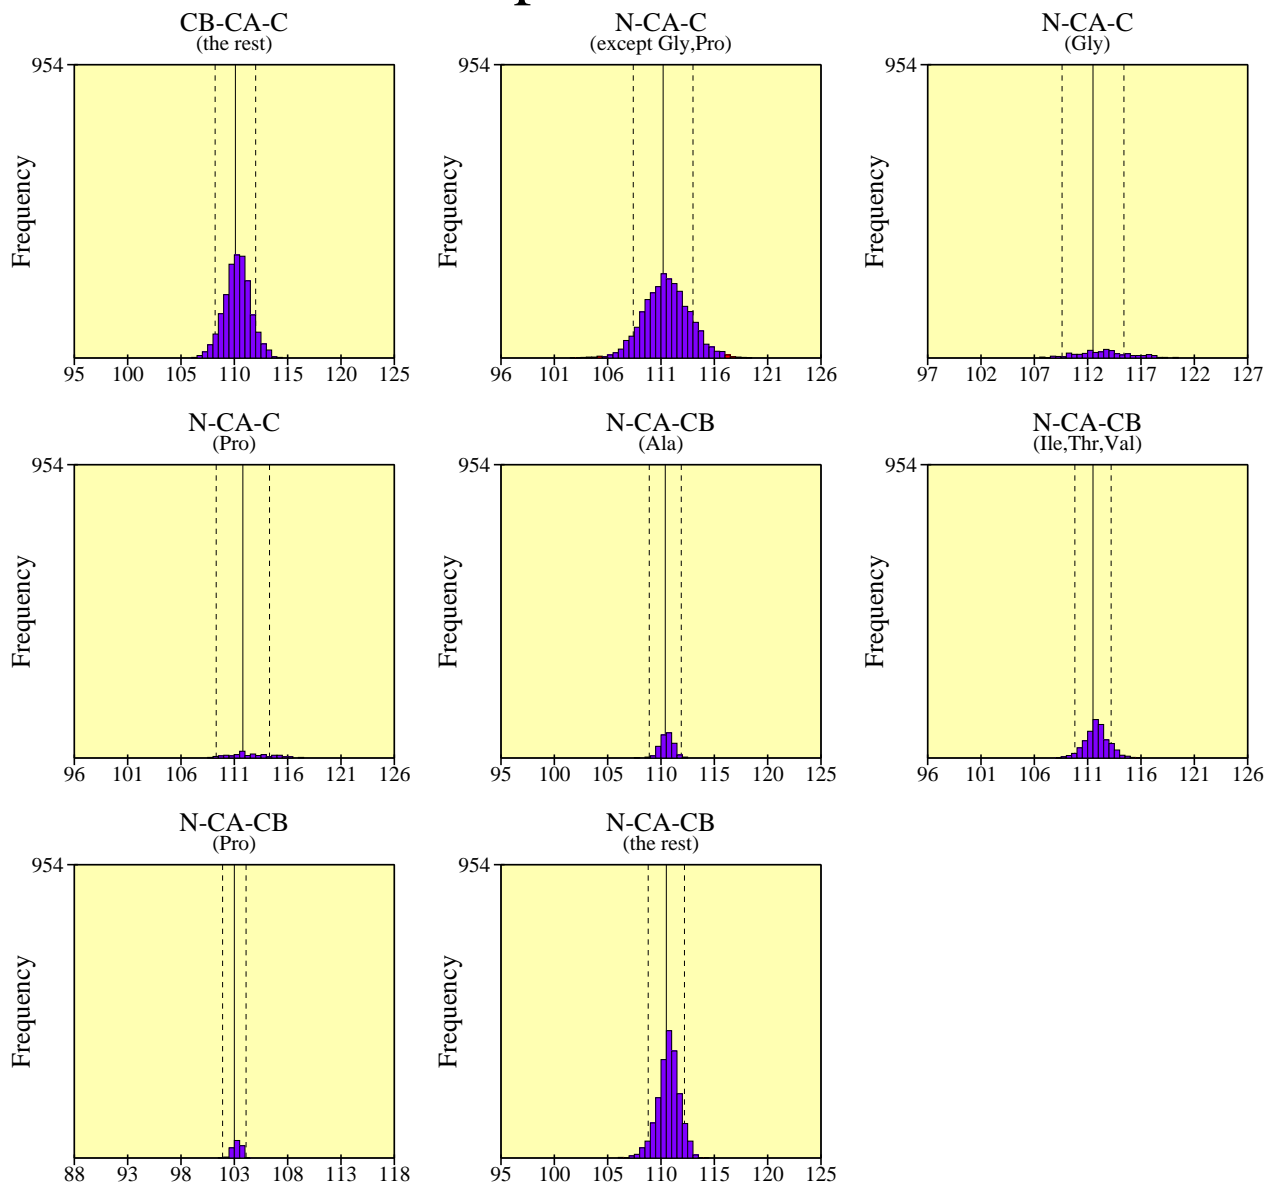 CB-CA-C N-CA-C N-CA-C
(the rest) (except Gly,Pro) (Gly)
954 954 954
Frequency Frequency Frequency
95 100 105 110 115 120 125 96 101 106 111 116 121 126 97 102 107 112 117 122 127
N-CA-C N-CA-CB N-CA-CB
(Pro) (Ala) (Ile,Thr,Val)
954 954 954
Frequency Frequency Frequency
96 101 106 111 116 121 126 95 100 105 110 115 120 125 96 101 106 111 116 121 126
N-CA-CB N-CA-CB
(Pro) (the rest)
954 954
Frequency Frequency
88 93 98 103 108 113 118 95 100 105 110 115 120 125